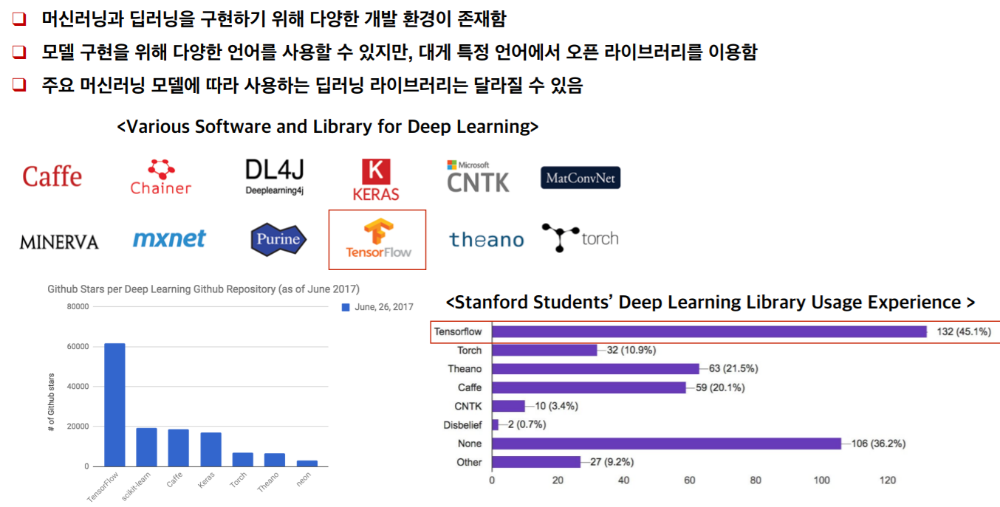 머신러닝과 딥러닝을 구현하기 위해 다양한 개발 환경이 존재함
모델 구현을 위해 다양한 언어를 사용할 수 있지만, 대게 특정 언어에서 오픈 라이브러리를 이용함
주요 머신러닝 모델에 따라 사용하는 딥러닝 라이브러리는 달라질 수 있음
<Various Software and Library for Deep Learning>
Caffe
Chainer
DL4J
Deeplearning4j
K
KERAS
Microsoft
CNTK
MatConvNet
MINERVA
mxnet
Purine
TensorFlow
theano
torch
Github Stars per Deep Learning Github Repository (as of June 2017)
June, 26, 2017
# of Github stars
80000
60000
40000
20000
0
TensorFlow
scikit-learn
Caffe
Keras
Torch
Theano
neon
<Stanford Students’ Deep Learning Library Usage Experience >
Tensorflow 132 (45.1%)
Torch 32 (10.9%)
Theano 63 (21.5%)
Caffe 59 (20.1%)
CNTK 10 (3.4%)
Disbelief 2 (0.7%)
None 106 (36.2%)
Other 27 (9.2%)
0 20 40 60 80 100 120